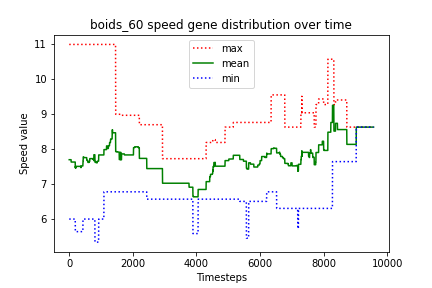 boids_60 speed gene distribution over time
11
10
9
8
7
6
Speed value
max
mean
min
0
2000
4000
6000
8000
10000
Timesteps